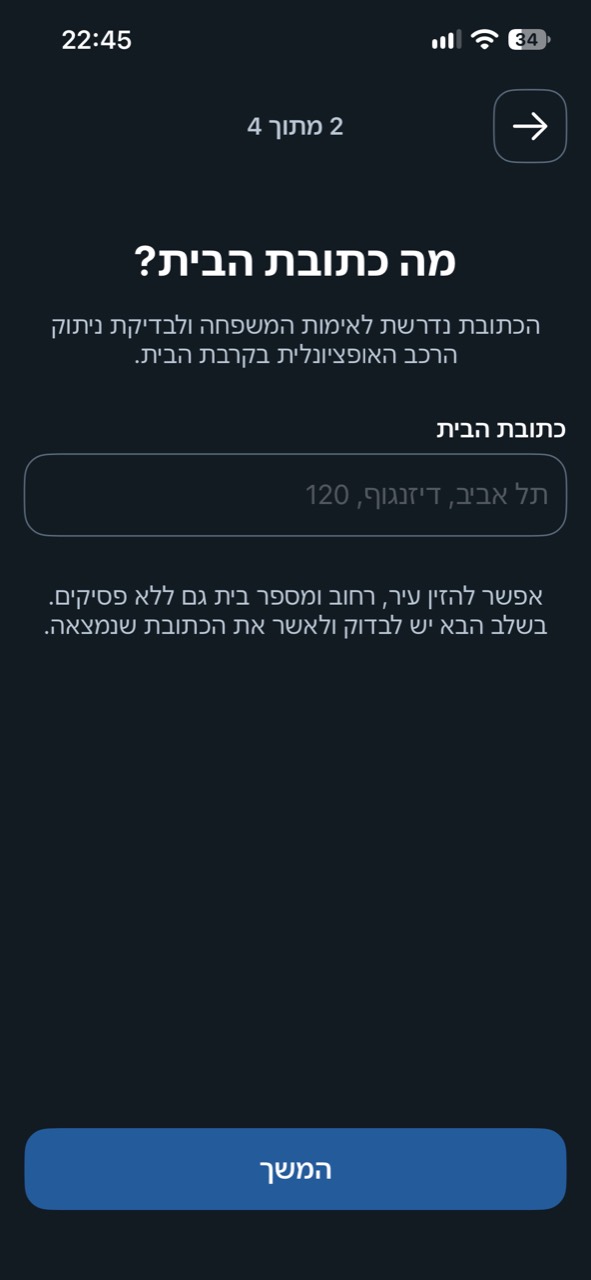 22:45
34
2 מתוך 4
מה כתובת הבית?
הכתובת נדרשת לאימות המשפחה ולבדיקת ניתוק
הרכב האופציונלית בקרבת הבית.
כתובת הבית
תל אביב, דיזנגוף, 120
אפשר להזין עיר, רחוב ומספר בית גם ללא פסיקים.
בשלב הבא יש לבדוק ולאשר את הכתובת שנמצאה.
המשך